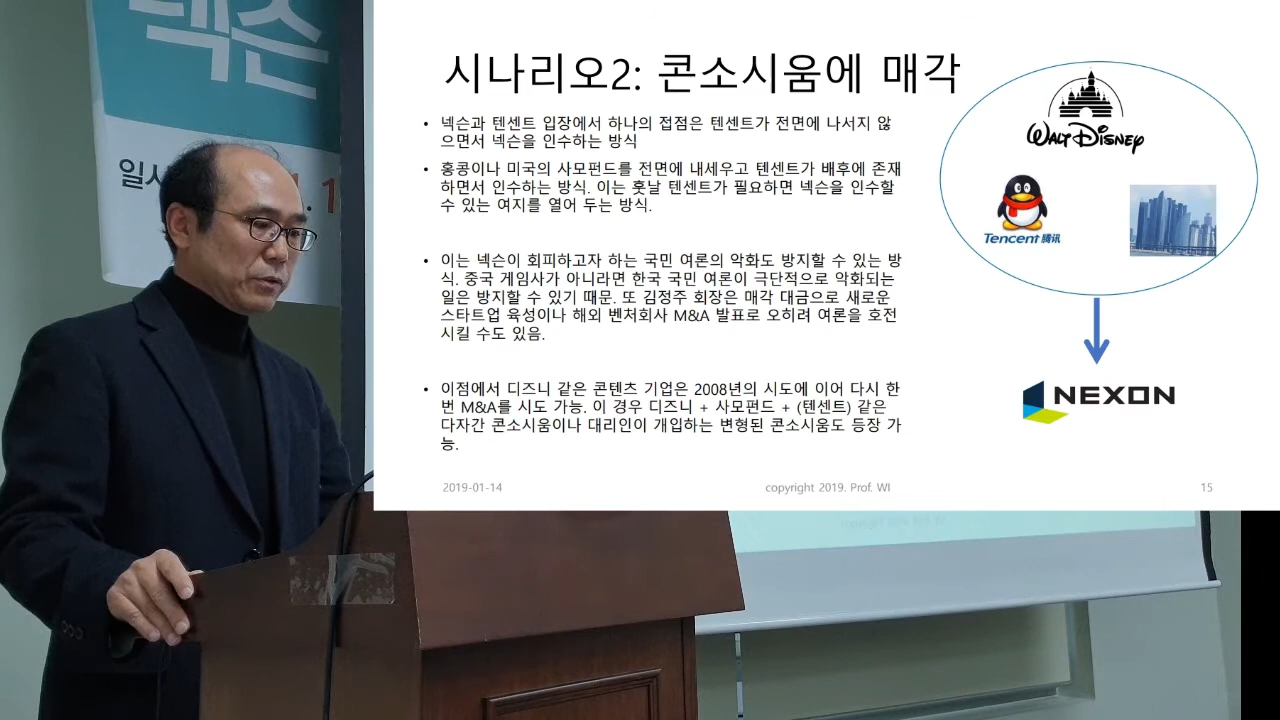 넥슨
일시
1
시나리오2: 콘소시움에 매각
• 넥슨과 텐센트 입장에서 하나의 접점은 텐센트가 전면에 나서지 않
으면서 넥슨을 인수하는 방식
• 홍콩이나 미국의 사모펀드를 전면에 내세우고 텐센트가 배후에 존재
하면서 인수하는 방식. 이는 훗날 텐센트가 필요하면 넥슨을 인수할
수 있는 여지를 열어 두는 방식.
• 이는 넥슨이 회피하고자 하는 국민 여론의 악화도 방지할 수 있는 방
식. 중국 게임사가 아니라면 한국 국민 여론이 극단적으로 악화되는
일은 방지할 수 있기 때문. 또 김정주 회장은 매각 대금으로 새로운
스타트업 육성이나 해외 벤처회사 M&A 발표로 오히려 여론을 호전
시킬 수도 있음.
• 이점에서 디즈니 같은 콘텐츠 기업은 2008년의 시도에 이어 다시 한
번 M&A를 시도 가능. 이 경우 디즈니 + 사모펀드 + (텐센트) 같은
다자간 콘소시움이나 대리인이 개입하는 변형된 콘소시움도 등장 가
능.
WALT DISNEY
Tencent 腾讯
NEXON
2019-01-14
copyright 2019. Prof. WI
15